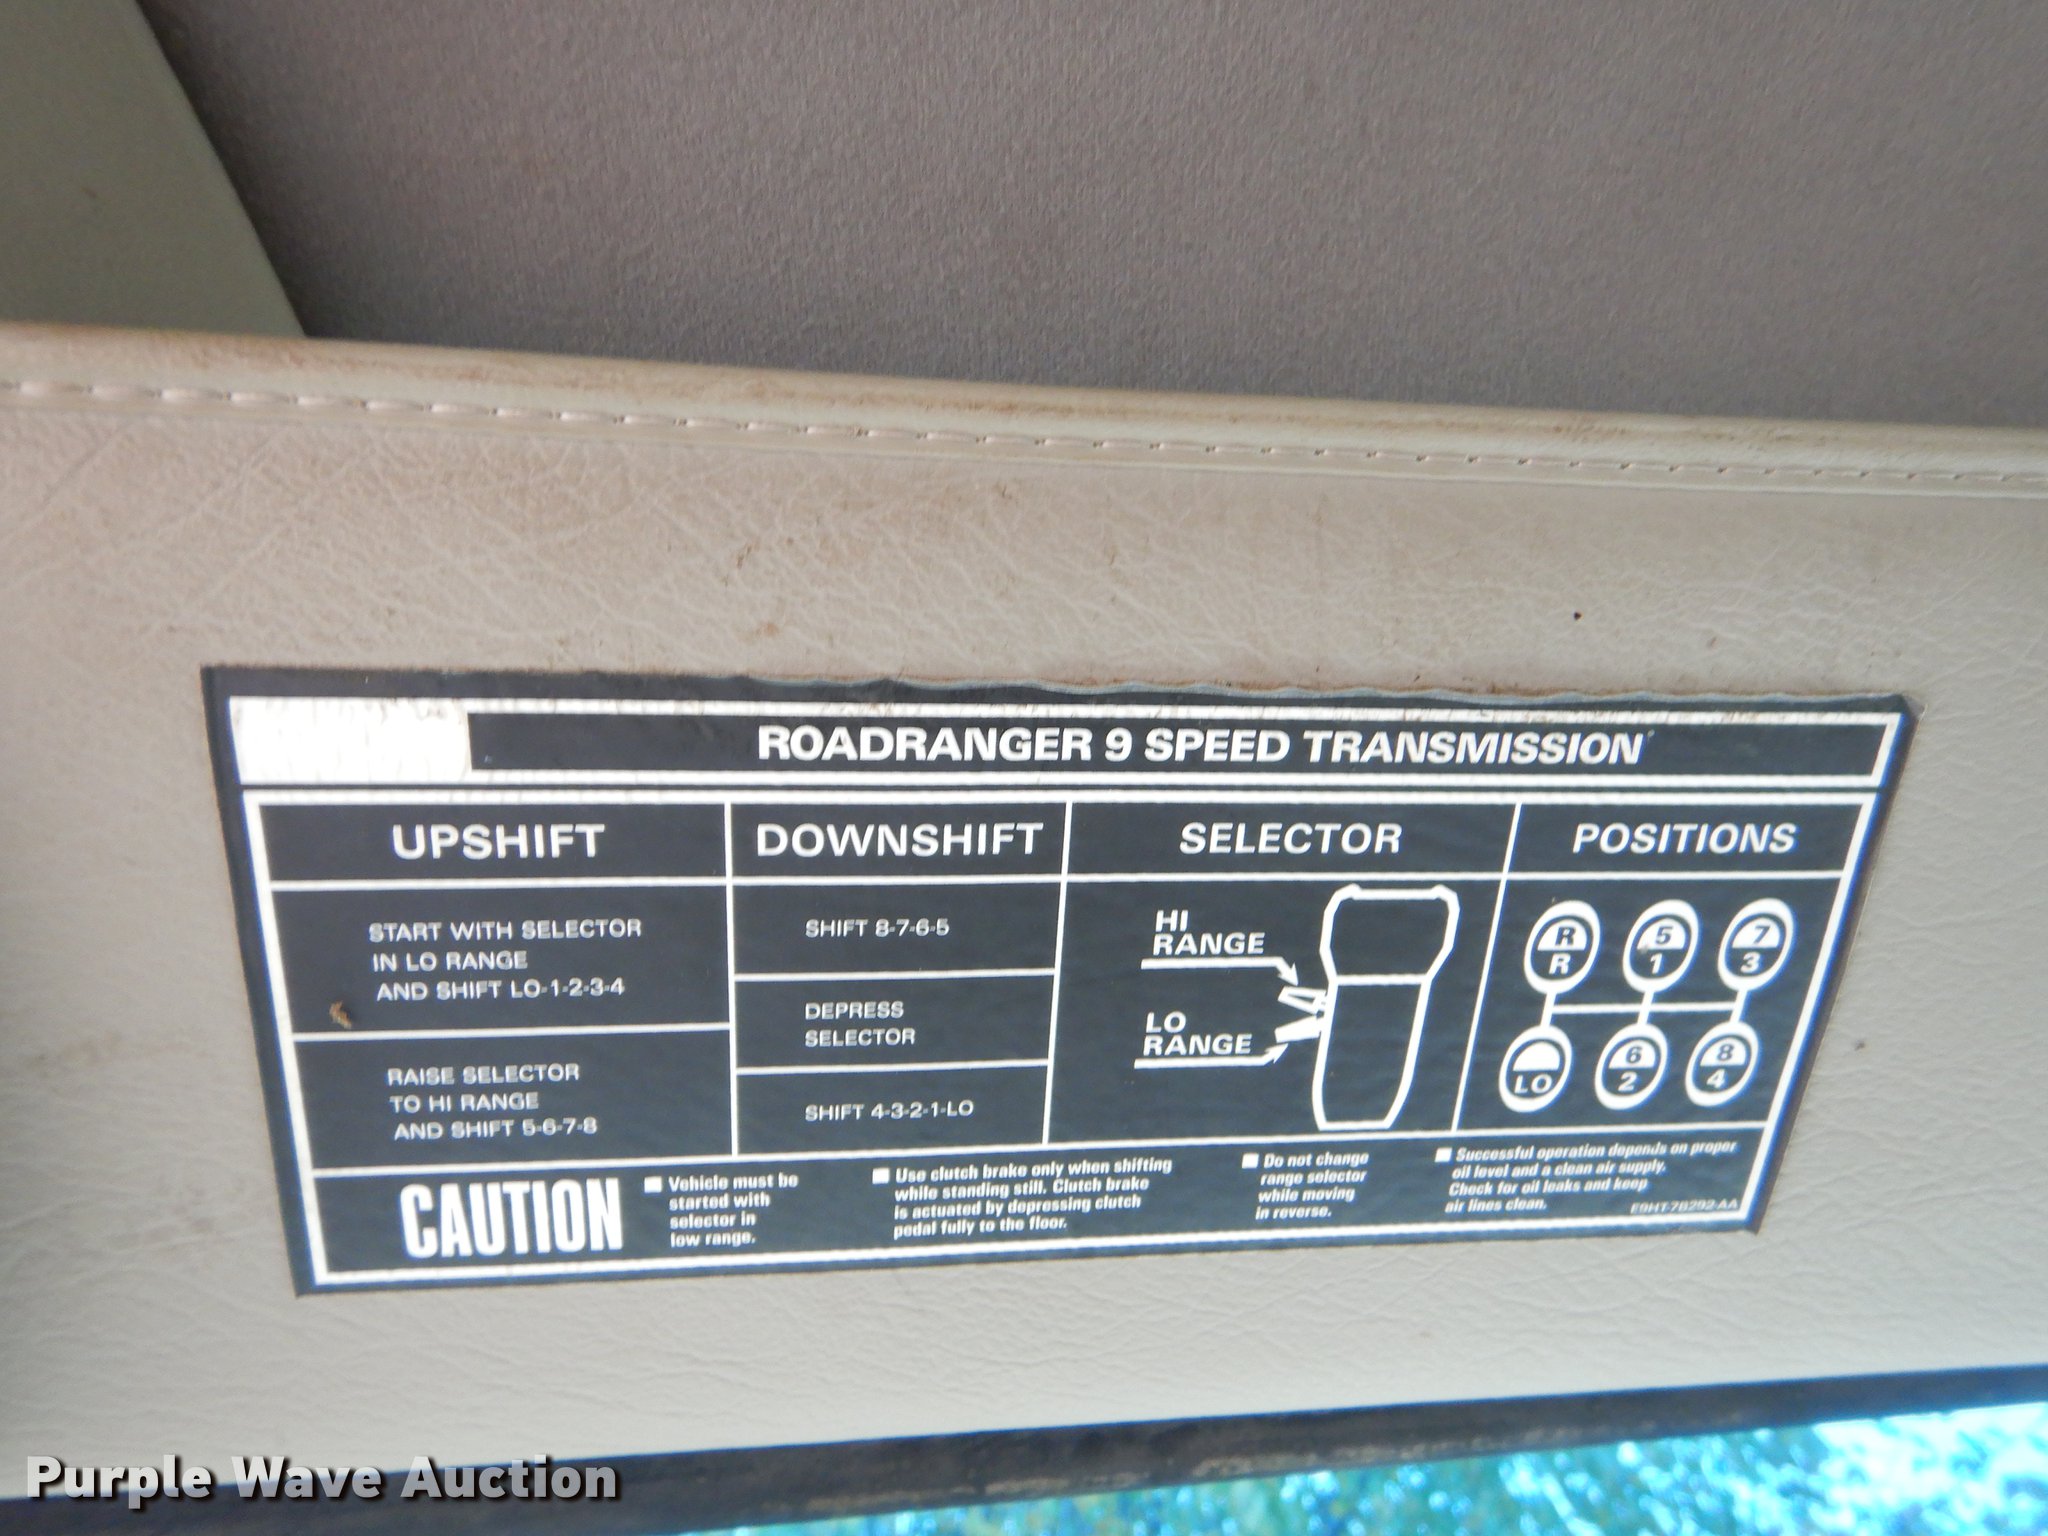 ROADRANGER 9 SPEED TRANSMISSION
UPSHIFT
START WITH SELECTOR
IN LO RANGE
AND SHIFT LO-1-2-3-4
RAISE SELECTOR
TO HI RANGE
AND SHIFT 5-6-7-8
DOWNSHIFT
SHIFT 8-7-6-5
DEPRESS
SELECTOR
SHIFT 4-3-2-1-LO
SELECTOR
HI
RANGE
LO
RANGE
POSITIONS
R 5 7
R 1 3
6 8
LO 2 4
CAUTION
Vehicle must be
started with
selector in
low range.
Use clutch brake only when shifting
while standing still. Clutch brake
is actuated by depressing clutch
pedal fully to the floor.
Do not change
range selector
while moving
in reverse.
Successful operation depends on proper
oil level and a clean air supply.
Check for oil leaks and keep
air lines clean.
E9HT-7B292-AA
Purple Wave Auction